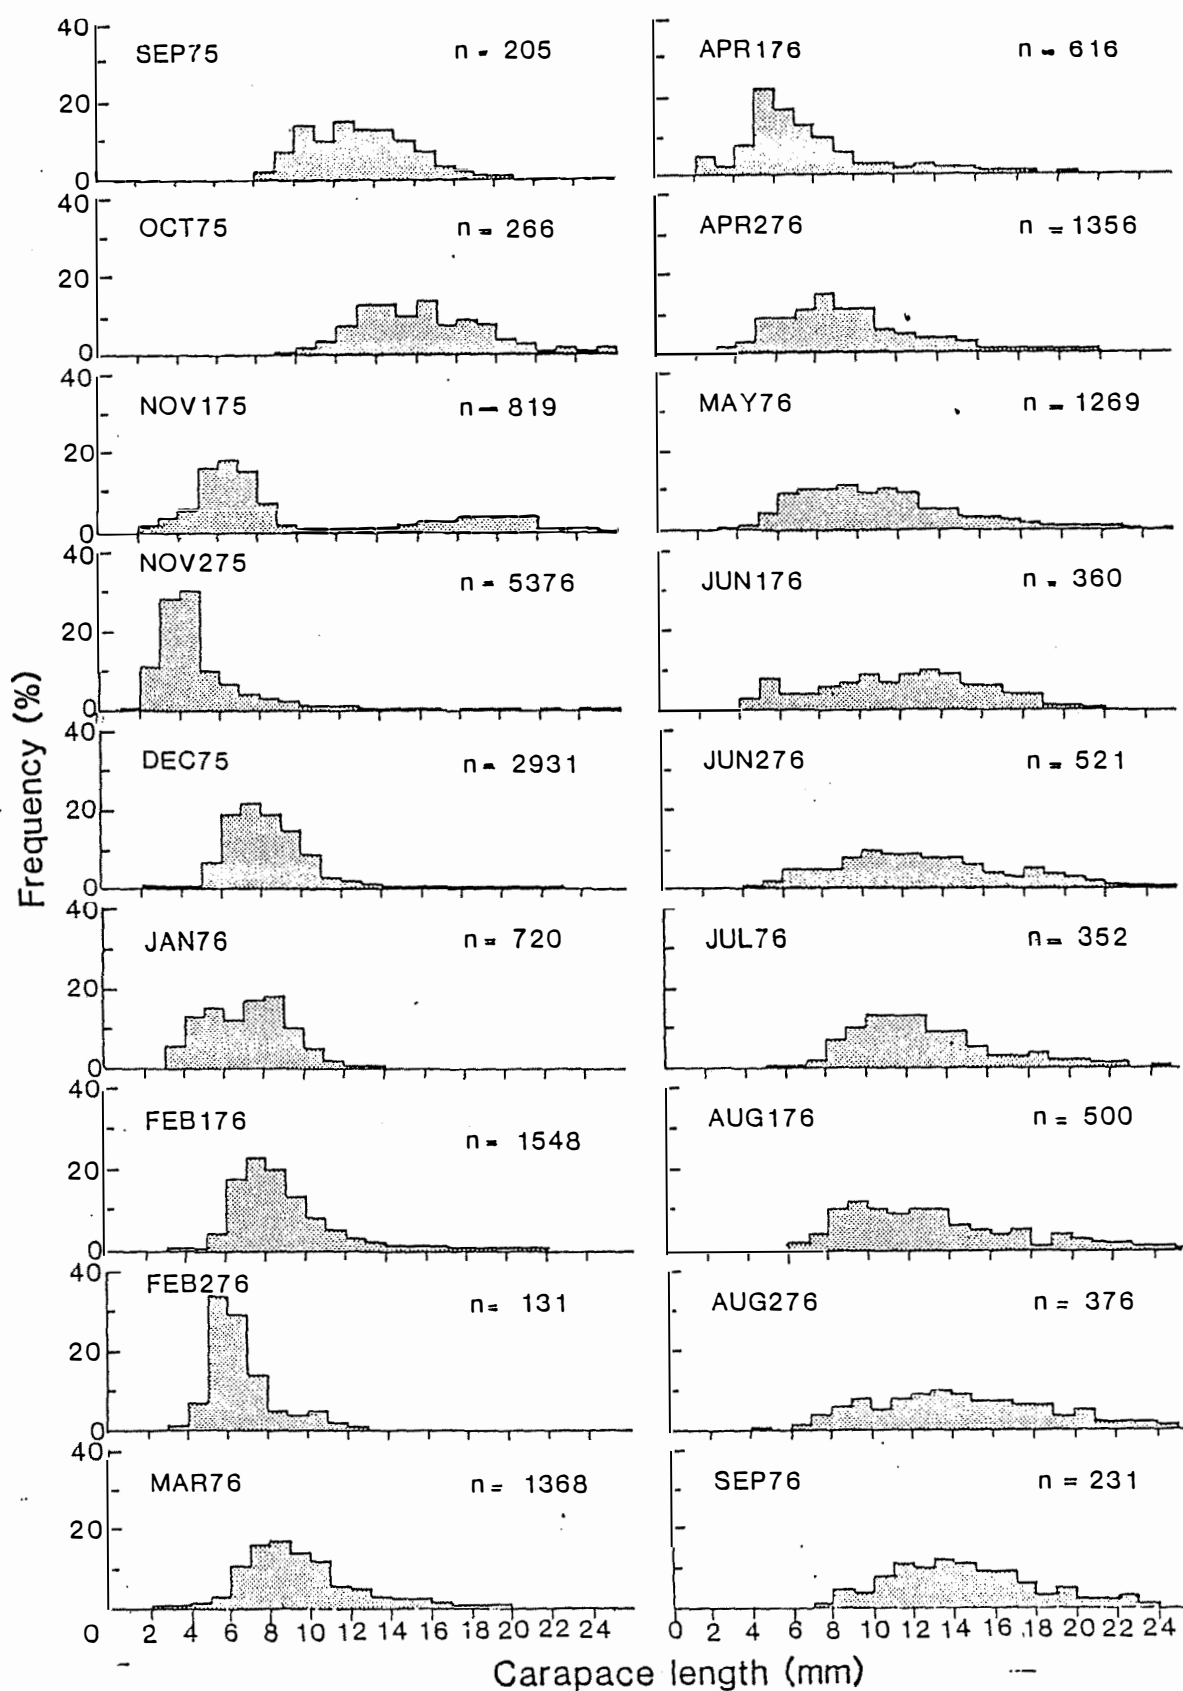 40
20
0
SEP75 n = 205
40
20
0
OCT75 n = 266
40
20
0
NOV175 n = 819
40
20
0
NOV275 n = 5376
40
20
0
DEC75 n = 2931
40
20
0
JAN76 n = 720
40
20
0
FEB176 n = 1548
40
20
0
FEB276 n = 131
40
20
MAR76 n = 1368
0 2 4 6 8 10 12 14 16 18 20 22 24
APR176 n = 616
APR276 n = 1356
MAY76 n = 1269
JUN176 n = 360
JUN276 n = 521
JUL76 n = 352
AUG176 n = 500
AUG276 n = 376
SEP76 n = 231
0 2 4 6 8 10 12 14 16 18 20 22 24
Frequency (%)
Carapace length (mm)